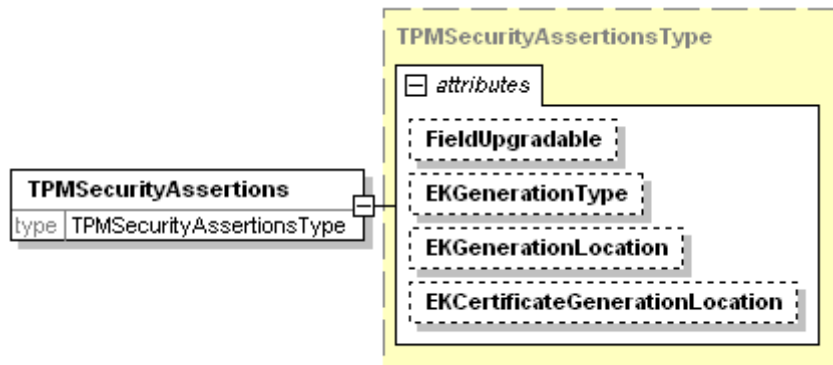 TPMSecurityAssertionsType
attributes
FieldUpgradable
EKGenerationType
TPMSecurityAssertions
type TPMSecurityAssertionsType
EKGenerationLocation
EKCertificateGenerationLocation